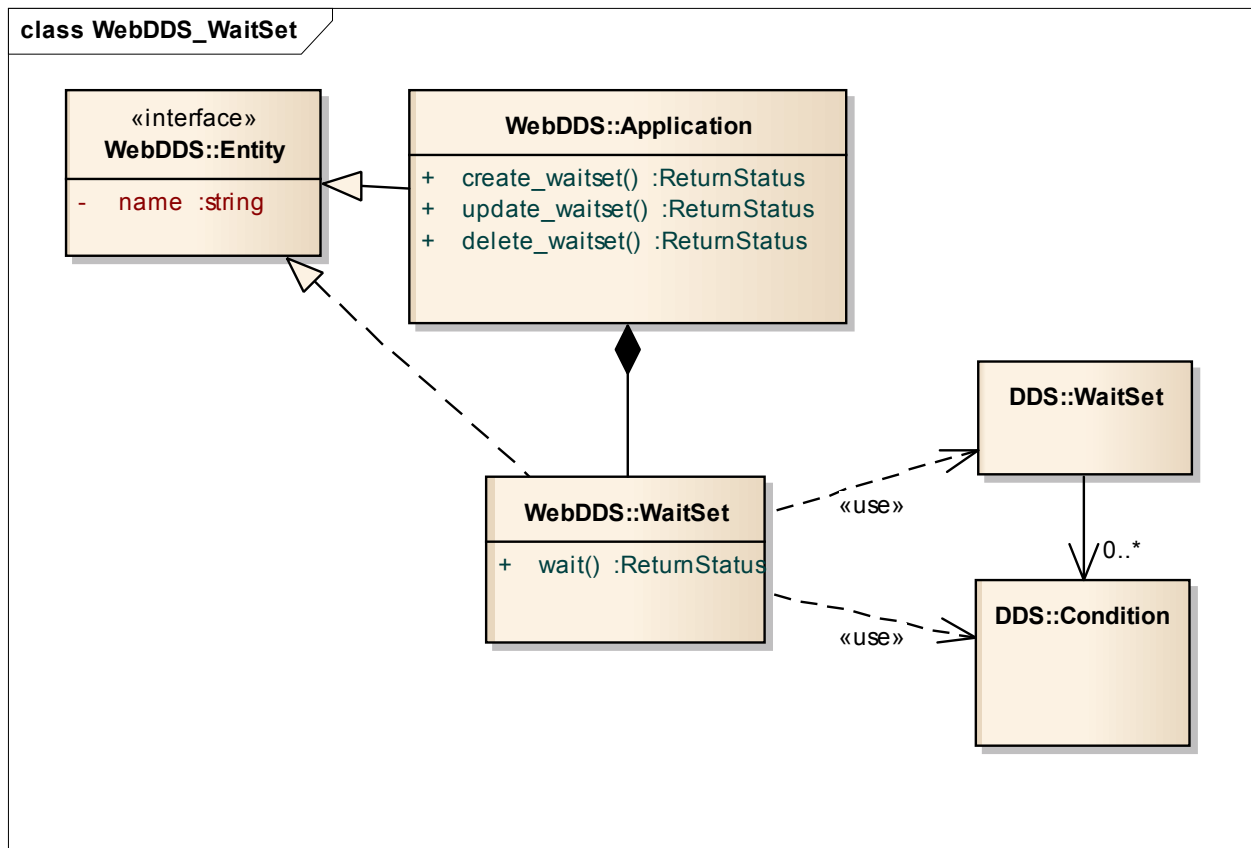 class WebDDS_WaitSet
«interface»
WebDDS::Entity
- name :string
WebDDS::Application
+ create_waitset() :ReturnStatus
+ update_waitset() :ReturnStatus
+ delete_waitset() :ReturnStatus
DDS::WaitSet
WebDDS::WaitSet
+ wait() :ReturnStatus
«use»
0..*
DDS::Condition
«use»